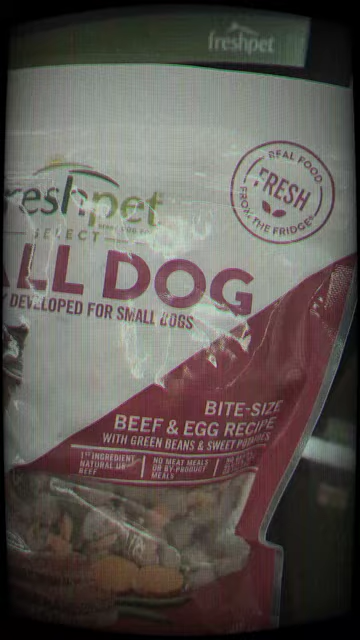 freshpet
freshpet
SELECT
ALL DOG
DEVELOPED FOR SMALL DOGS
REAL FOOD
FRESH
FROM THE FRIDGE
BITE-SIZE
BEEF & EGG RECIPE
WITH GREEN BEANS & SWEET POTATOES
1ST INGREDIENT
NATURAL
BEEF
NO MEAT MEALS
OR BY-PRODUCT
MEALS